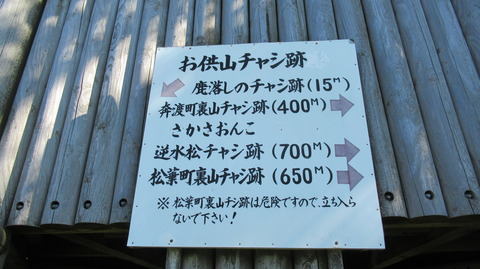 お供山チャシ跡
鹿落しのチャシ跡(15M)
奔渡町裏山チャシ跡(400M)
さかさおんこ
逆水松チャシ跡(700M)
松葉町裏山チャシ跡(650M)
※ 松葉町裏山チシ跡は危険ですので、立ち入ら
ないで下さい!